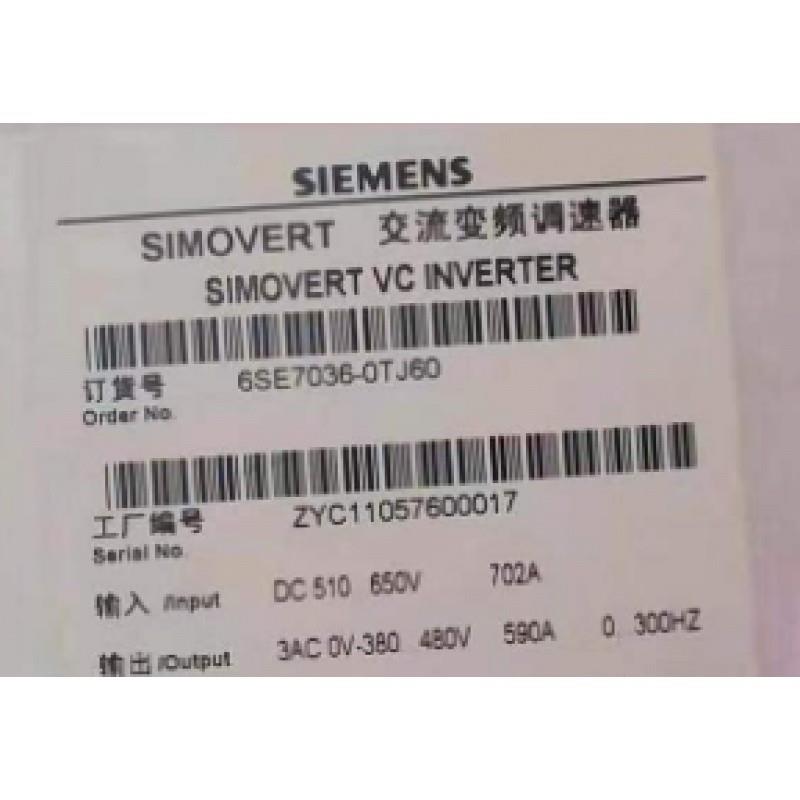 SIEMENS
SIMOVERT 交流变频调速器
SIMOVERT VC INVERTER
订货号 6SE7036-0TJ60
Order No.
工厂编号 ZYC11057600017
Serial No.
输入 /Input DC 510 650V 702A
输出 /Output 3AC 0V-380 480V 590A 0 300HZ